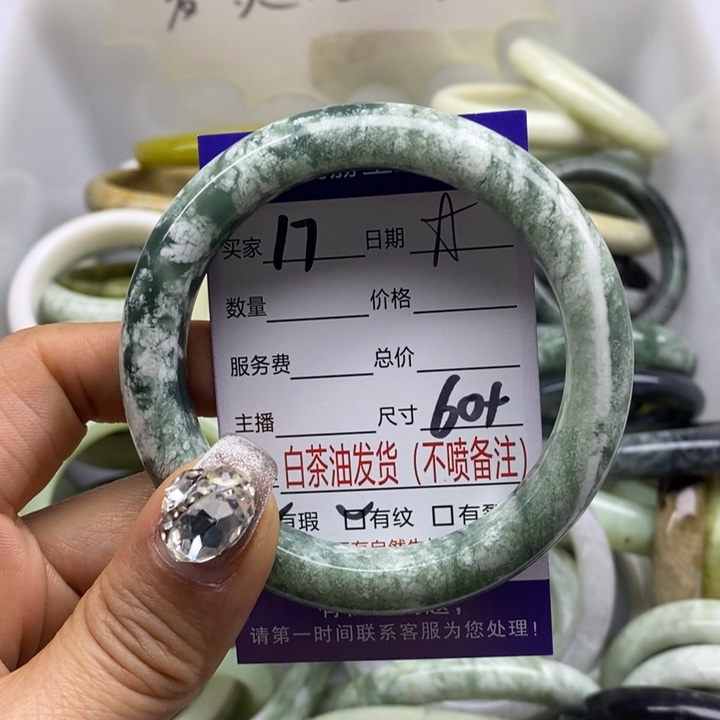 买家 17 日期 A
数量 价格
服务费 总价
主播 尺寸 60+
白茶油发货(不喷备注)
有瑕 有纹 有
请第一时间联系客服为您处理!